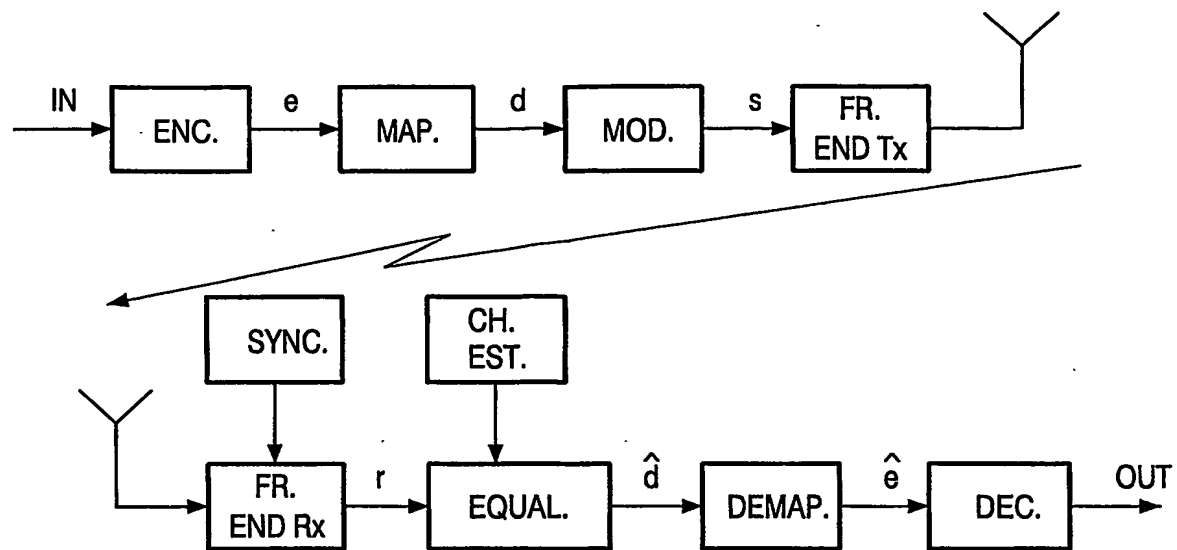 IN
ENC.
e
MAP.
d
MOD.
s
FR.
END Tx
SYNC.
CH.
EST.
FR.
END Rx
r
EQUAL.
d̂
DEMAP.
ê
DEC.
OUT